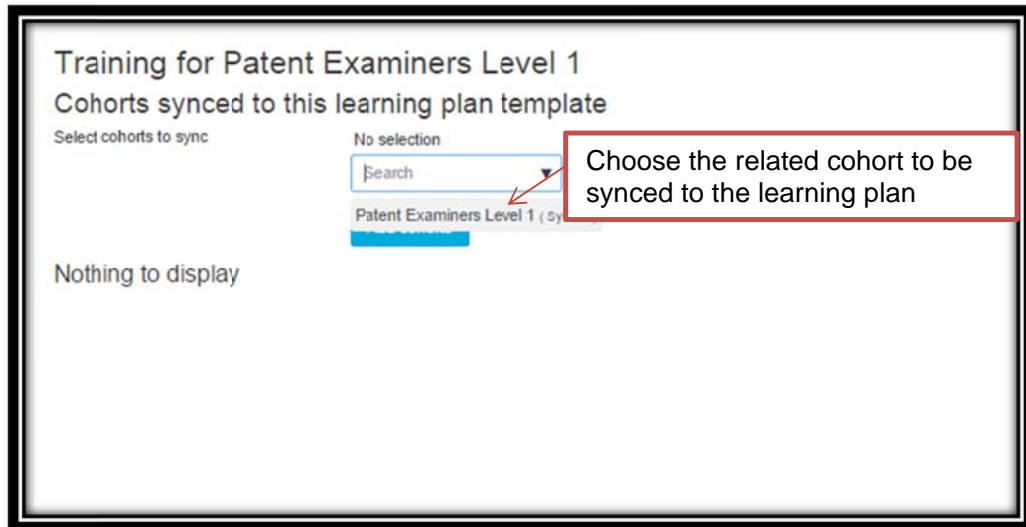 Training for Patent Examiners Level 1
Cohorts synced to this learning plan template
Select cohorts to sync
No selection
Search ▼
Choose the related cohort to be
synced to the learning plan
Patent Examiners Level 1 (
Nothing to display